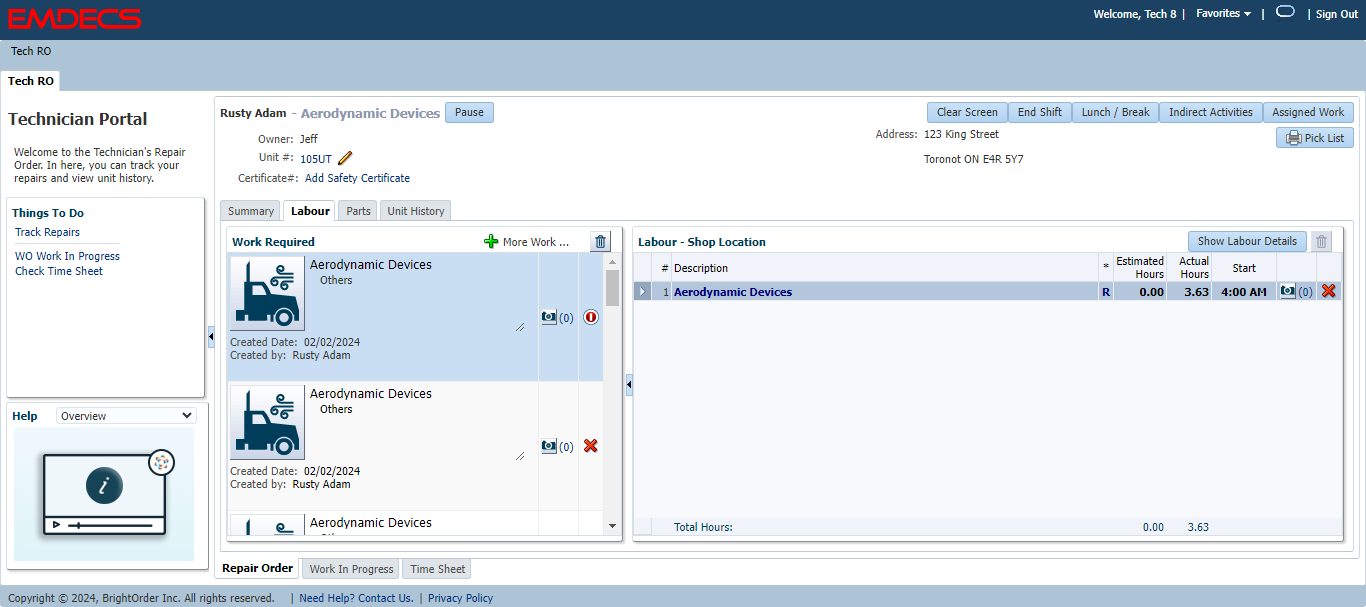 EMDECS
Welcome, Tech 8 | Favorites | | Sign Out
Tech RO
Tech RO
Technician Portal
Welcome to the Technician's Repair
Order. In here, you can track your
repairs and view unit history.
Things To Do
Track Repairs
WO Work In Progress
Check Time Sheet
Help Overview
i
Rusty Adam - Aerodynamic Devices Pause
Clear Screen End Shift Lunch / Break Indirect Activities Assigned Work
Pick List
Owner: Jeff
Unit #: 105UT
Certificate#: Add Safety Certificate
Address: 123 King Street
Toronot ON E4R 5Y7
Summary Labour Parts Unit History
Work Required More Work ...
Aerodynamic Devices
Others
(0)
Created Date: 02/02/2024
Created by: Rusty Adam
Aerodynamic Devices
Others
(0)
Created Date: 02/02/2024
Created by: Rusty Adam
Aerodynamic Devices
Labour - Shop Location Show Labour Details
# Description * Estimated Hours Actual Hours Start
1 Aerodynamic Devices R 0.00 3.63 4:00 AM (0)
Total Hours: 0.00 3.63
Repair Order Work In Progress Time Sheet
Copyright © 2024, BrightOrder Inc. All rights reserved. | Need Help? Contact Us. | Privacy Policy